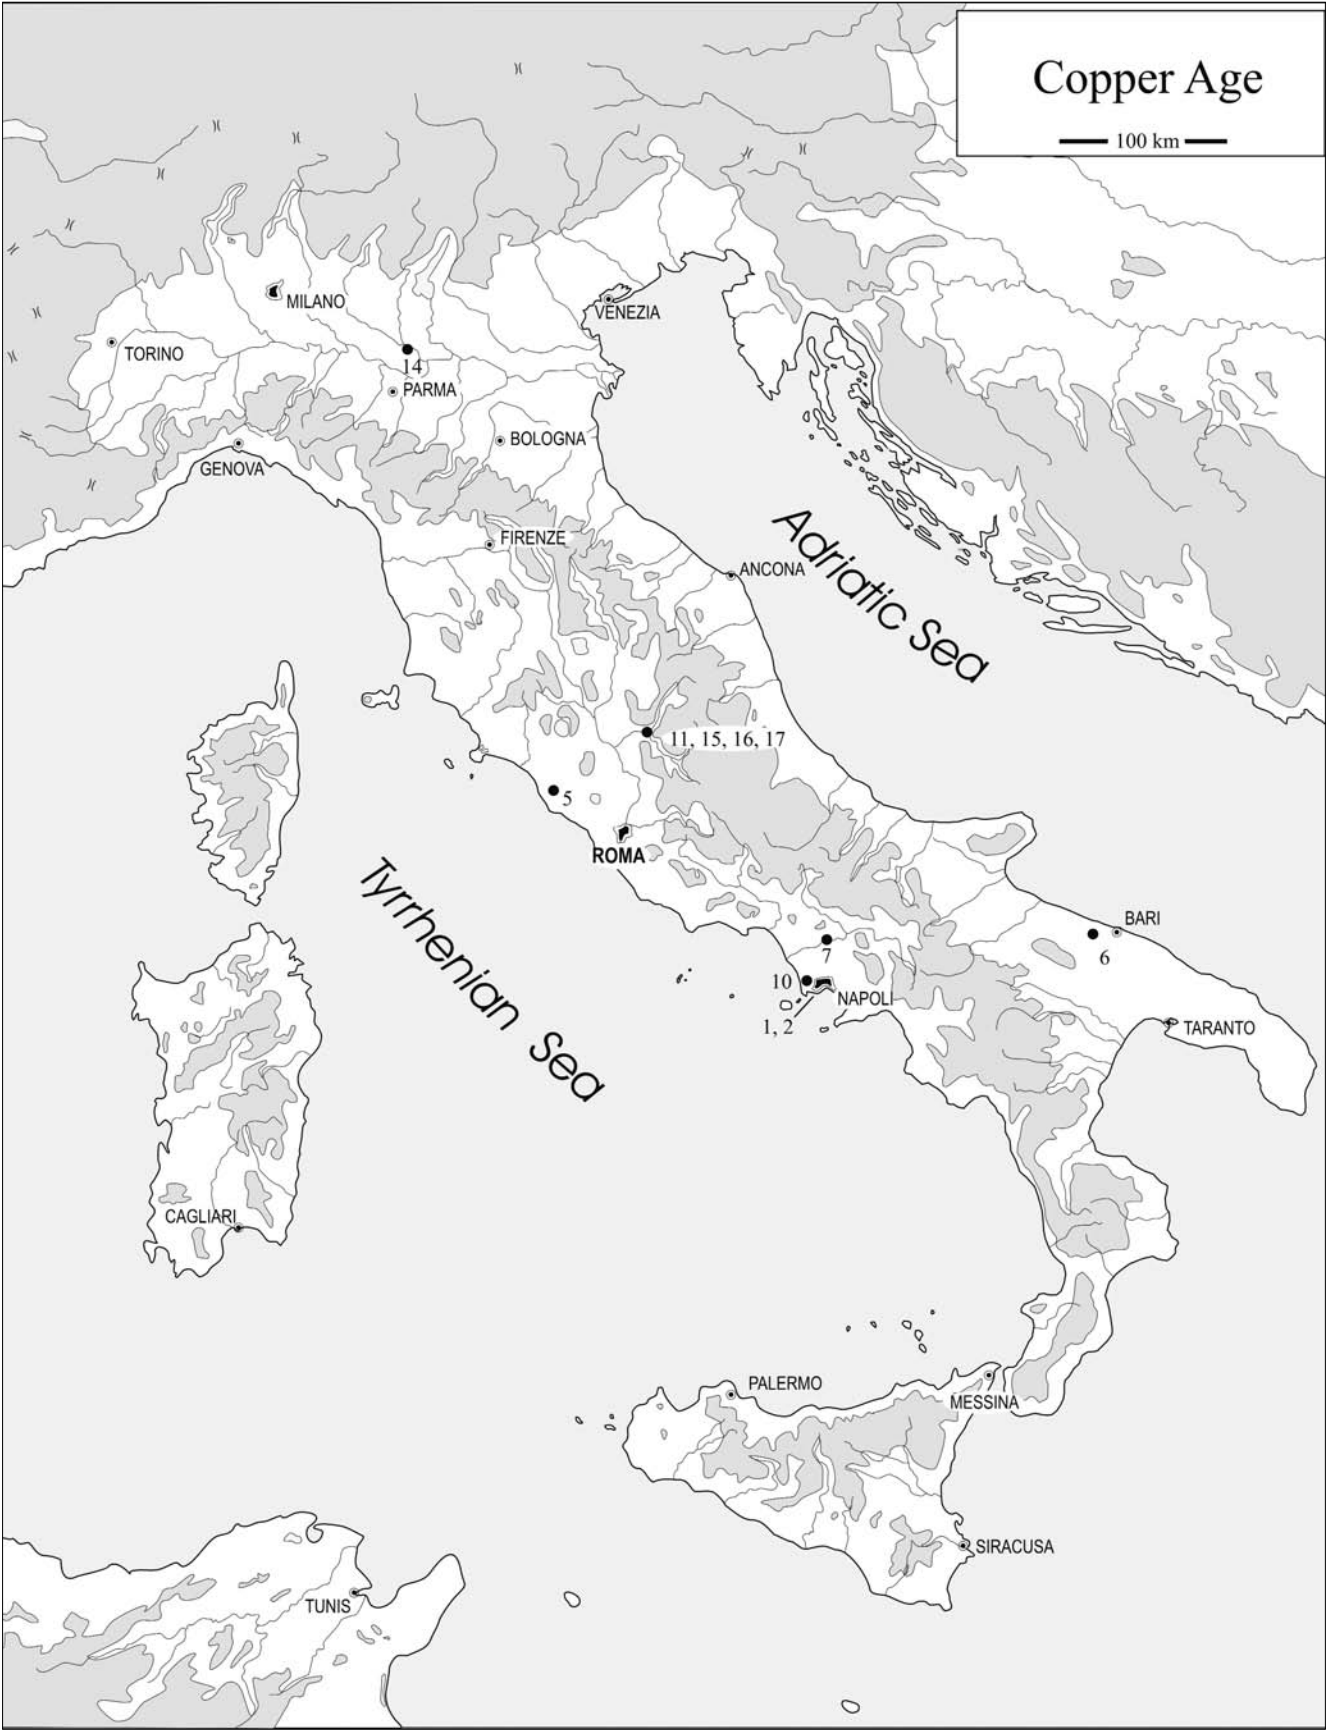 Copper Age
100 km
MILANO
VENEZIA
TORINO
14
PARMA
BOLOGNA
GENOVA
FIRENZE
ANCONA
Adriatic Sea
11, 15, 16, 17
5
ROMA
Tyrrhenian Sea
BARI
6
7
10
NAPOLI
1, 2
TARANTO
CAGLIARI
PALERMO
MESSINA
SIRACUSA
TUNIS